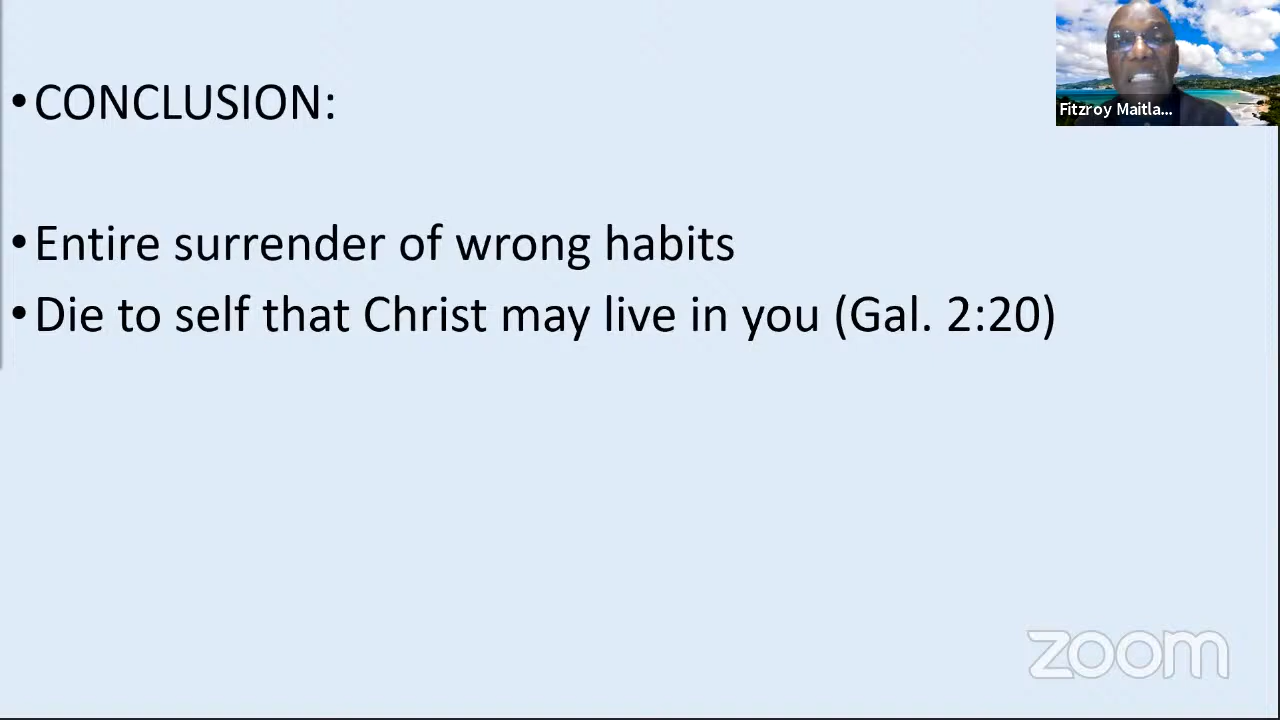 • CONCLUSION:
• Entire surrender of wrong habits
• Die to self that Christ may live in you (Gal. 2:20)
Fitzroy Maitla...
zoom